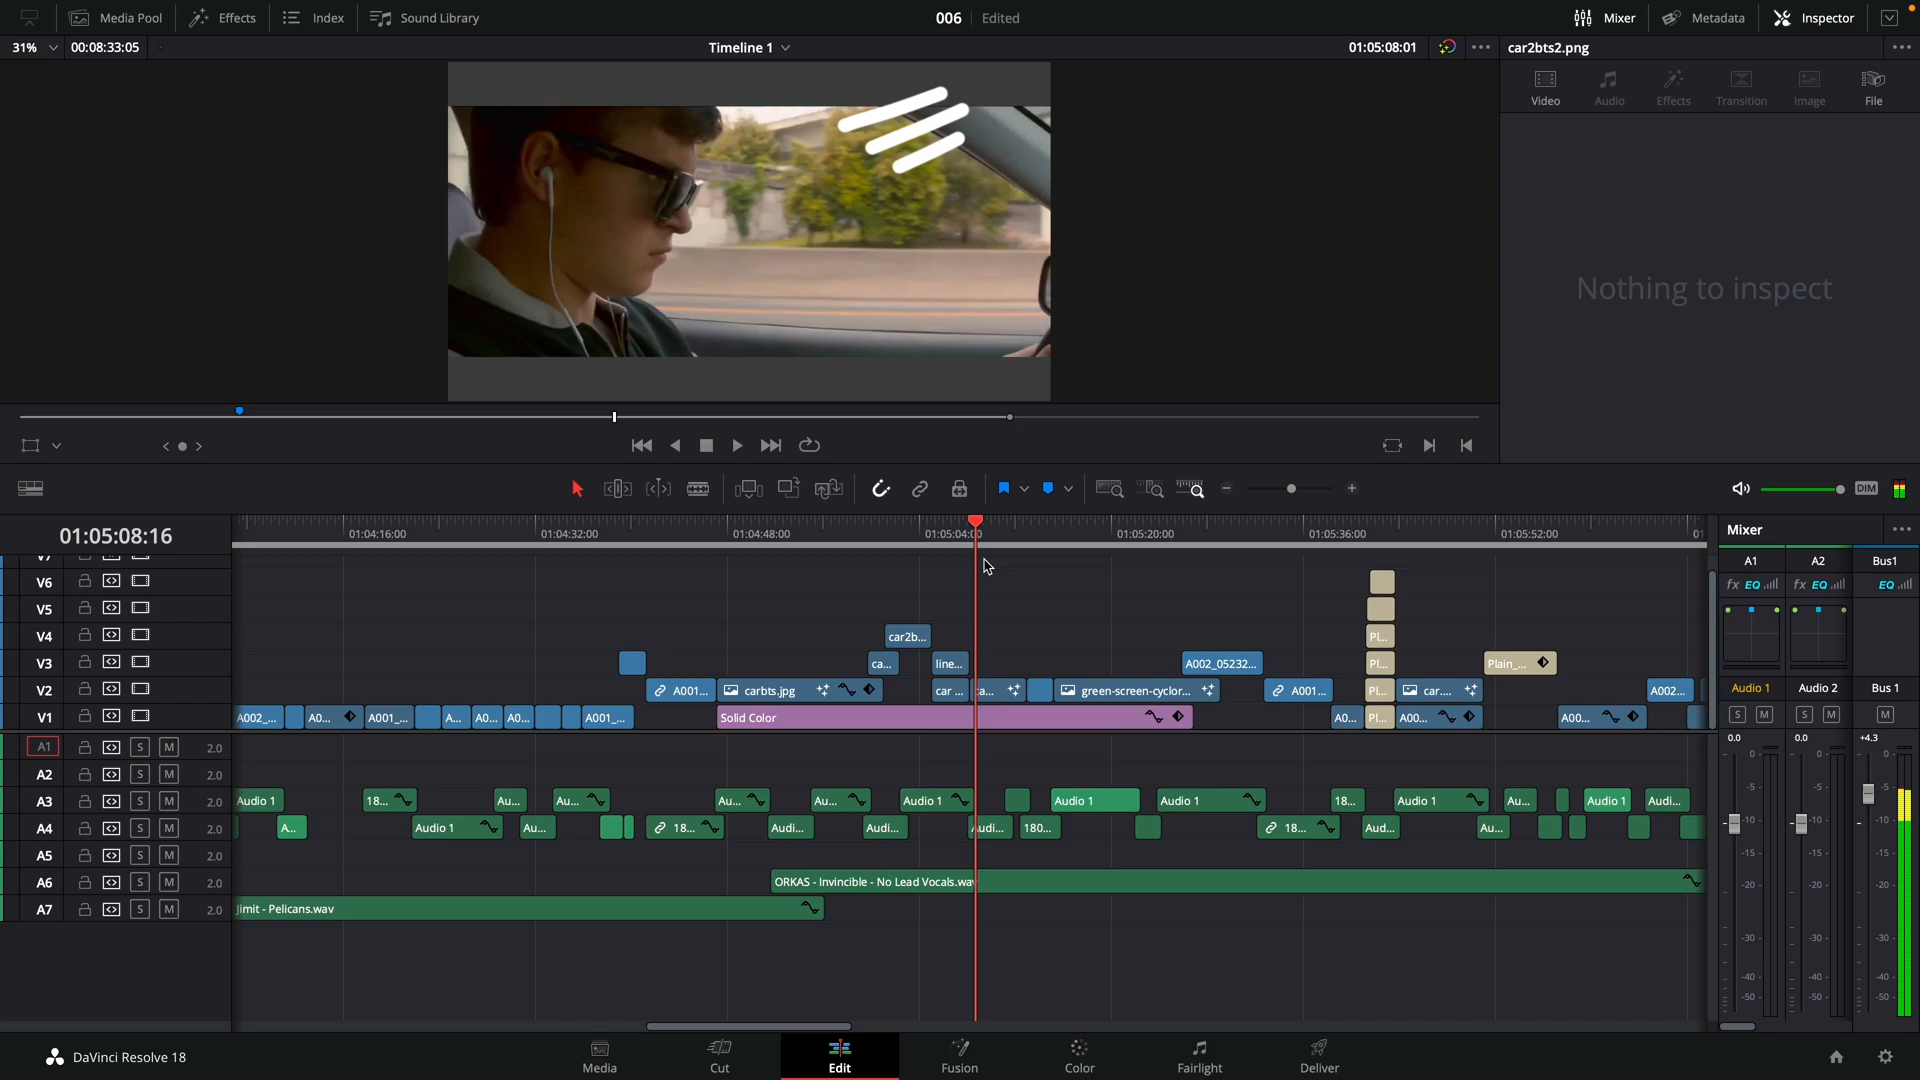 Media Pool Effects Index Sound Library 006 Edited Mixer Metadata Inspector
31% 00:08:33:05 Timeline 1 01:05:08:01 car2bts2.png
Video Audio Effects Transition Image File
Nothing to inspect
DIM
01:05:08:16 01:04:16:00 01:04:32:00 01:04:48:00 01:05:04:00 01:05:20:00 01:05:36:00 01:05:52:00 Mixer
A1 A2 Bus1
V6 fx EQ fx EQ EQ
V5
V4 car2b... Pl...
V3 ca... line... A002_05232... Pl... Plain_...
V2 A001... carbts.jpg car ... ca... green-screen-cyclor... A001... Pl... car.... A002... Audio 1 Audio 2 Bus 1
V1 A002_... A0... A001_... A... A0... A0... A001_... Solid Color A0... Pl... A00... A00... S M S M M
A1 S M 2.0 0.0 0.0 +4.3
A2 S M 2.0
A3 S M 2.0 Audio 1 18... Au... Au... Au... Au... Audio 1 Audio 1 Audio 1 18... Audio 1 Au... Audio 1 Audi...
A4 S M 2.0 A... Audio 1 Au... 18... Audi... Audi... Audi... 180... 18... Aud... Au...
A5 S M 2.0
A6 S M 2.0 ORKAS - Invincible - No Lead Vocals.wav
A7 S M 2.0 Jimit - Pelicans.wav
0 -5 -10 -15 -20 -30 -40 -50
0 -5 -10 -15 -20 -30 -40 -50
0 -5 -10 -15 -20 -30 -40 -50
DaVinci Resolve 18 Media Cut Edit Fusion Color Fairlight Deliver